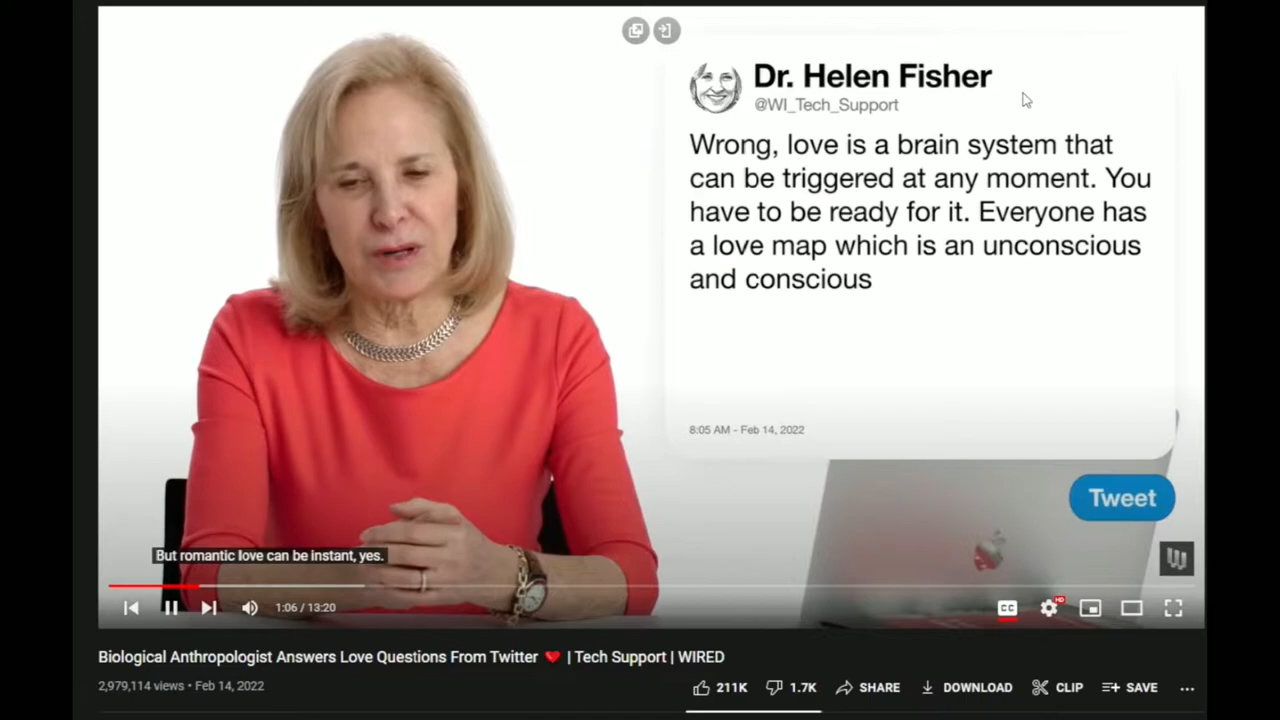 Dr. Helen Fisher
@WI_Tech_Support
Wrong, love is a brain system that
can be triggered at any moment. You
have to be ready for it. Everyone has
a love map which is an unconscious
and conscious
8:05 AM - Feb 14, 2022
Tweet
But romantic love can be instant, yes.
1:06 / 13:20
CC
HD
Biological Anthropologist Answers Love Questions From Twitter ❤️ | Tech Support | WIRED
2,979,114 views • Feb 14, 2022
211K 1.7K SHARE DOWNLOAD CLIP SAVE